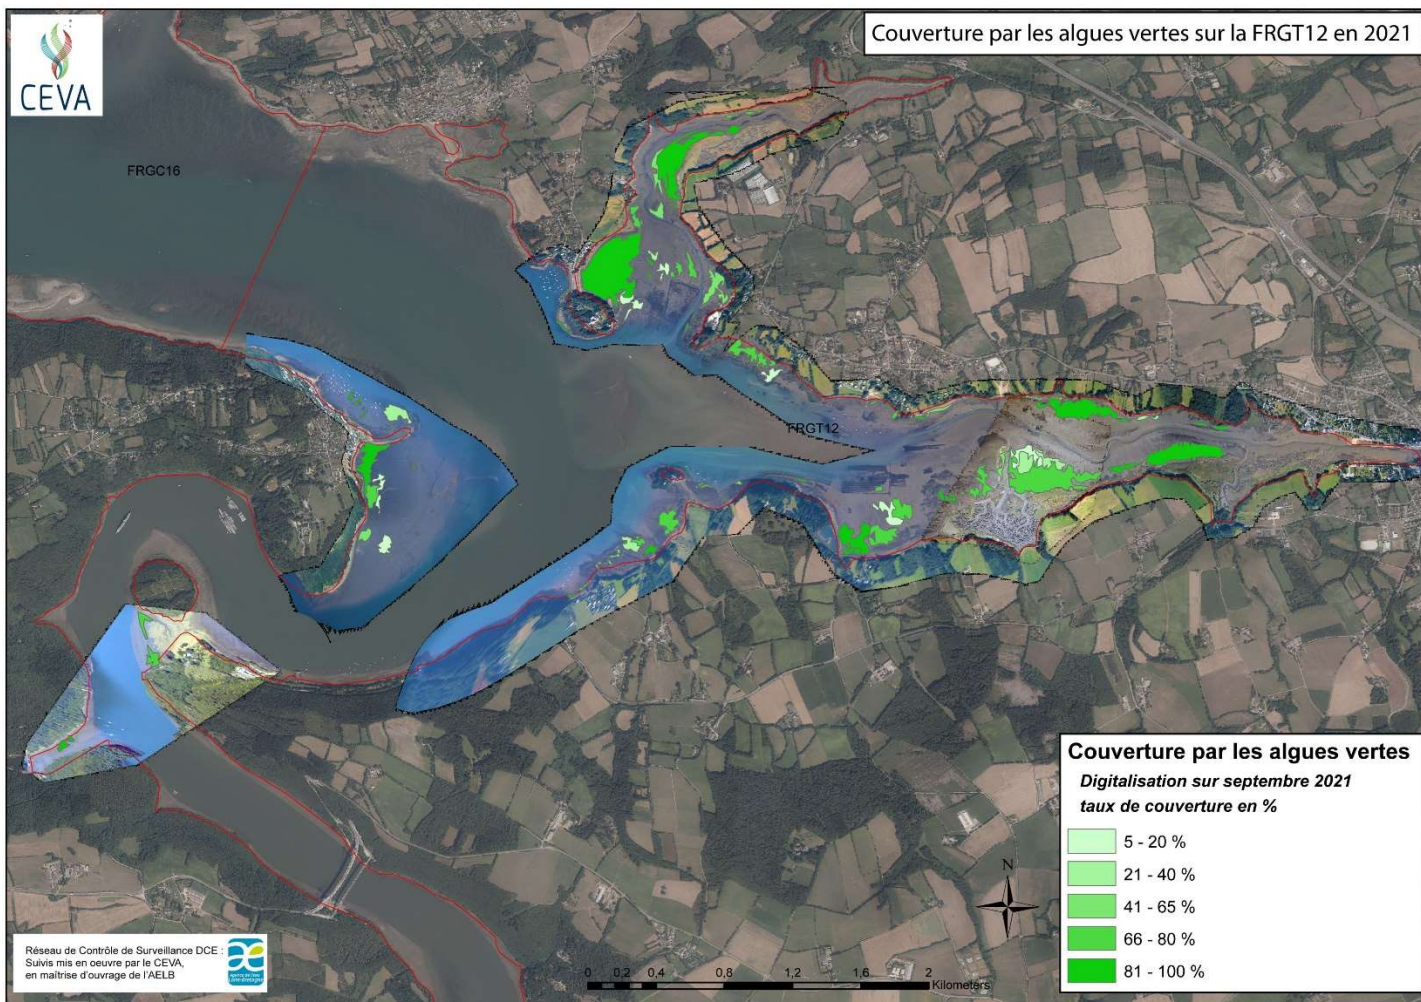 Couverture par les algues vertes sur la FRGT12 en 2021
CEVA
FRGC16
FRGT12
Couverture par les algues vertes
Digitalisation sur septembre 2021
taux de couverture en %
5 - 20 %
21 - 40 %
41 - 65 %
66 - 80 %
81 - 100 %
N
0 0,2 0,4 0,8 1,2 1,6 2
Kilometers
Réseau de Contrôle de Surveillance DCE :
Suivis mis en oeuvre par le CEVA,
en maîtrise d'ouvrage de l'AELB